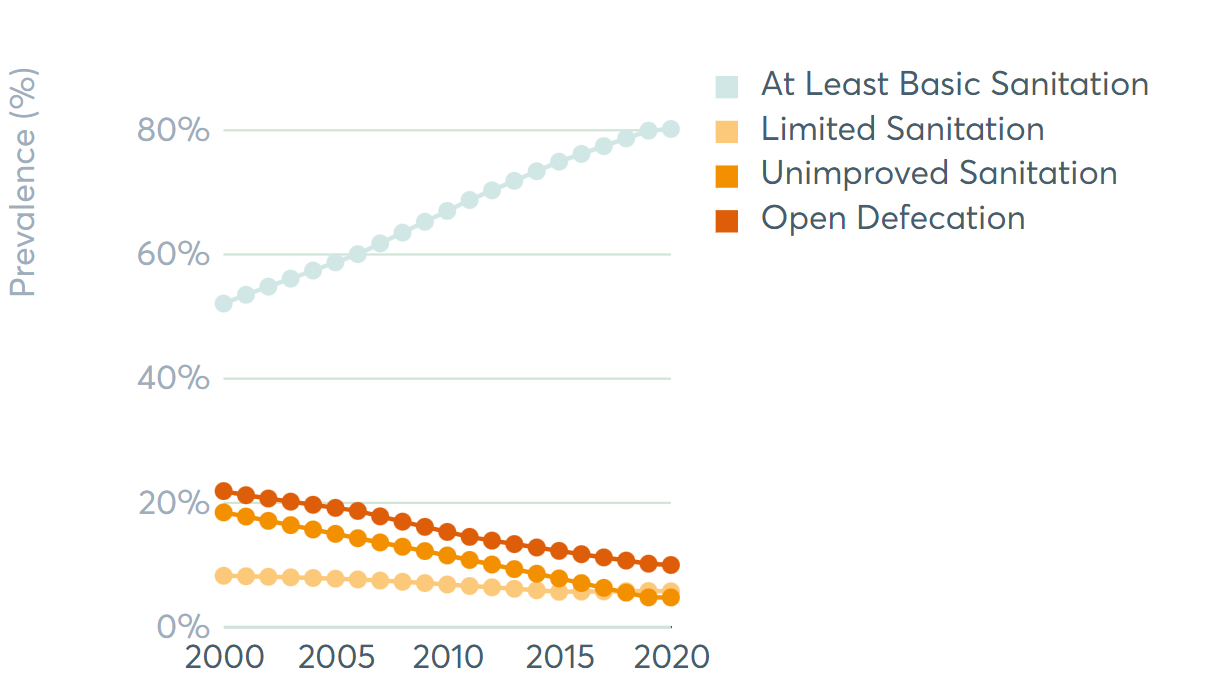 Prevalence (%)
80%
60%
40%
20%
0%
2000 2005 2010 2015 2020
At Least Basic Sanitation
Limited Sanitation
Unimproved Sanitation
Open Defecation